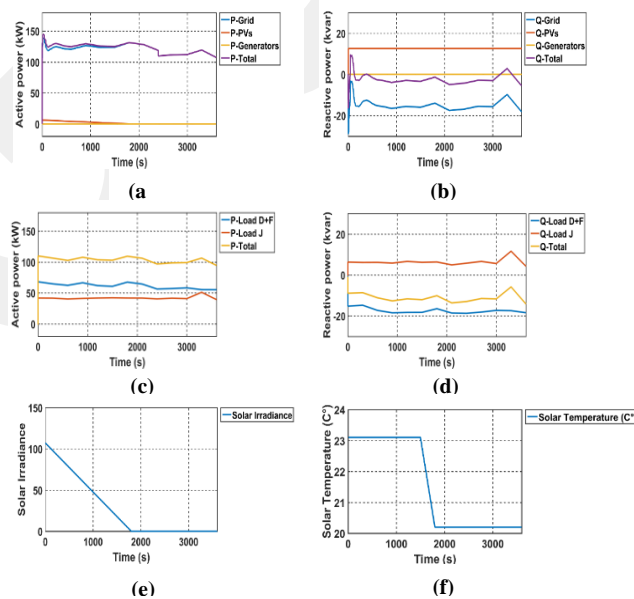 Active power (kW)
150
100
50
0
0
1000
2000
3000
Time (s)
P-Grid
P-PVs
P-Generators
P-Total
(a)
Reactive power (kvar)
20
0
-20
0
1000
2000
3000
Time (s)
Q-Grid
Q-PVs
Q-Generators
Q-Total
(b)
Active power (kW)
150
100
50
0
0
1000
2000
3000
Time (s)
P-Load D+F
P-Load J
P-Total
(c)
Reactive power (kvar)
20
0
-20
0
1000
2000
3000
Time (s)
Q-Load D+F
Q-Load J
Q-Total
(d)
Solar Irradiance
150
100
50
0
0
1000
2000
3000
Time (s)
Solar Irradiance
(e)
Solar Temperature (C°)
24
23
22
21
20
0
1000
2000
3000
Time (s)
Solar Temperature (C°)
(f)